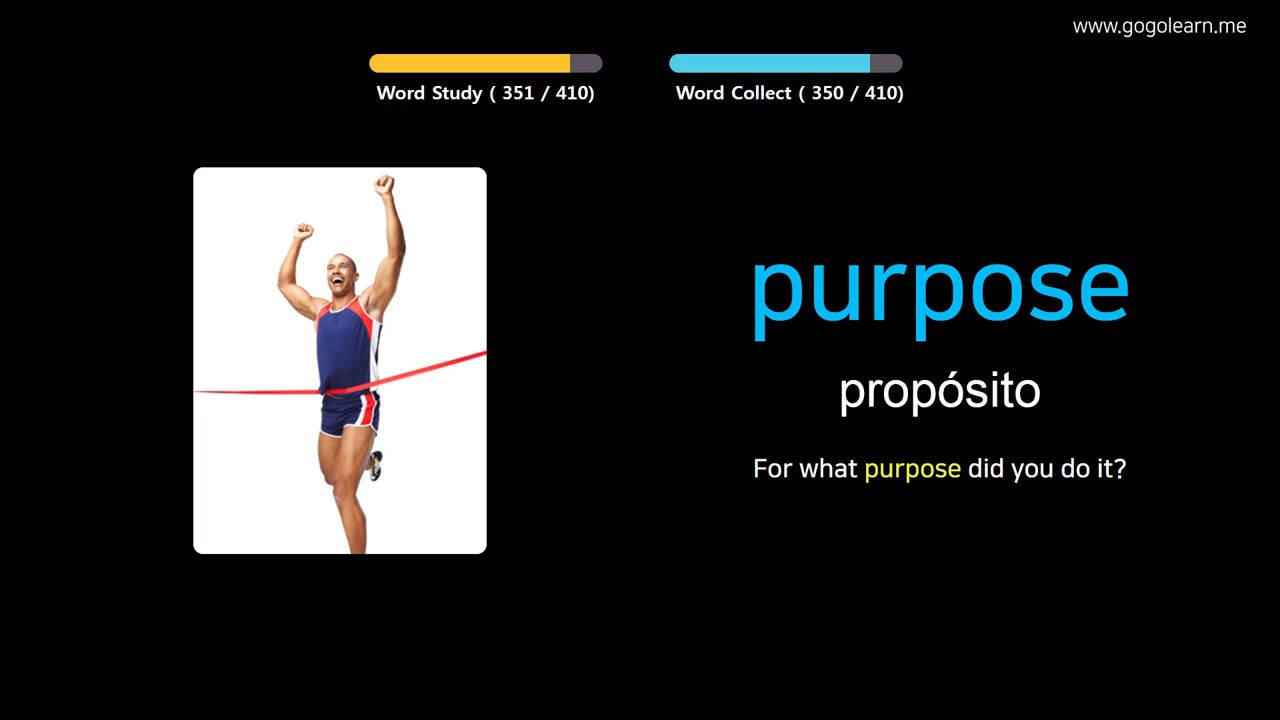 www.gogolearn.me
Word Study ( 351 / 410)
Word Collect ( 350 / 410)
purpose
propósito
For what purpose did you do it?